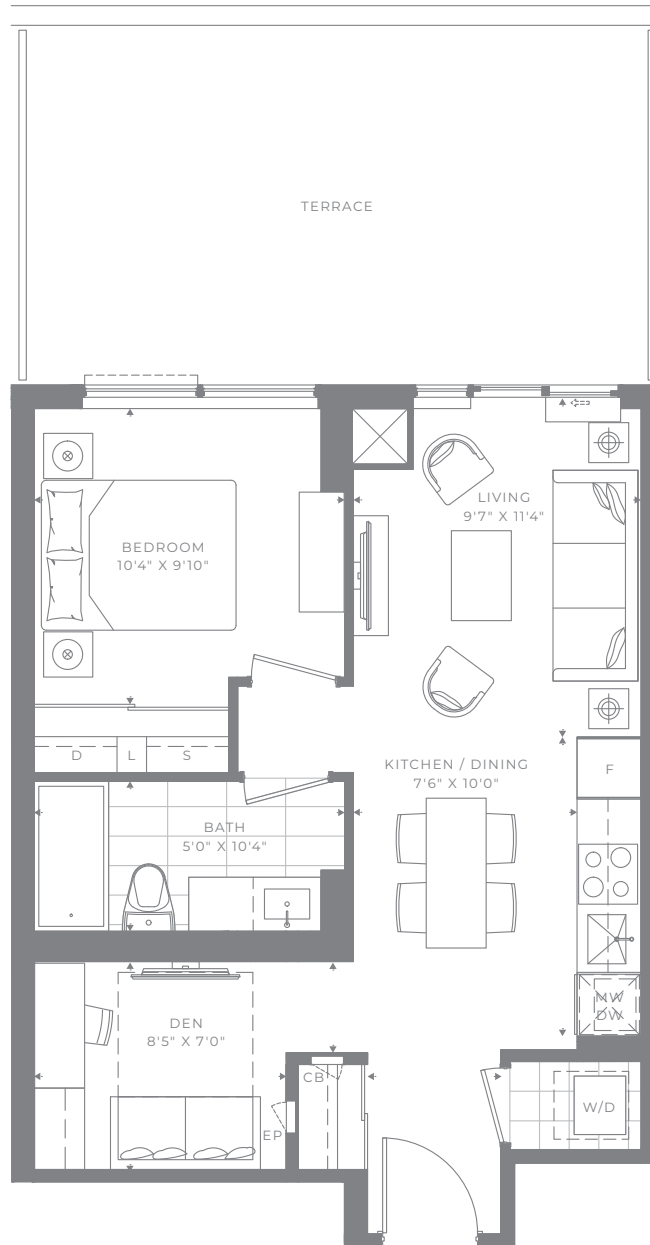 TERRACE
LIVING
9'7" X 11'4"
BEDROOM
10'4" X 9'10"
D L S
KITCHEN / DINING
7'6" X 10'0"
F
BATH
5'0" X 10'4"
MW
DW
DEN
8'5" X 7'0"
CB
W/D
EP